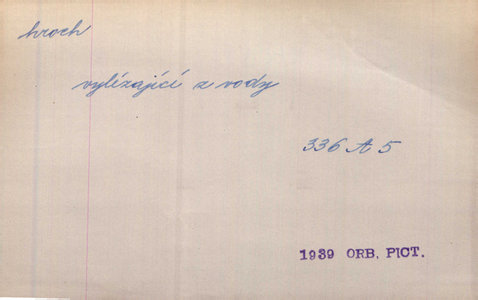 hroch
vylézající z vody
336 A 5
1939 ORB. PICT.